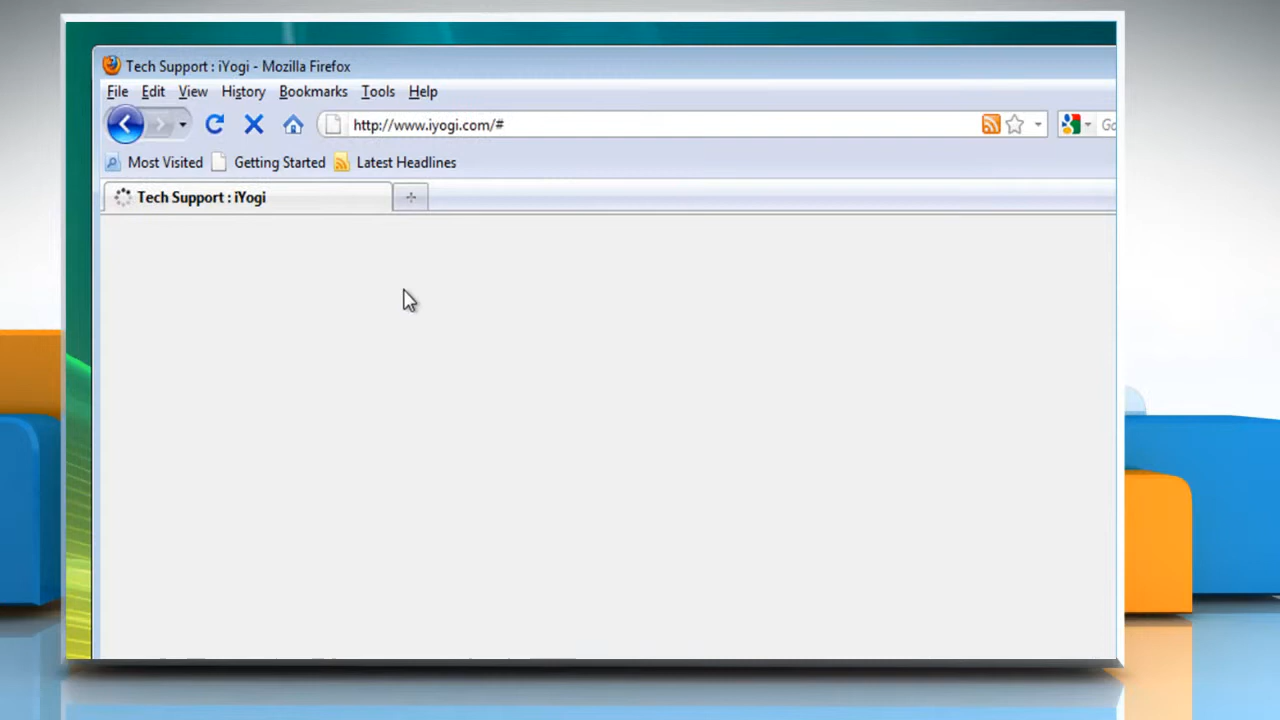 Tech Support : iYogi - Mozilla Firefox
File Edit View History Bookmarks Tools Help
http://www.iyogi.com/#
Most Visited Getting Started Latest Headlines
Tech Support : iYogi